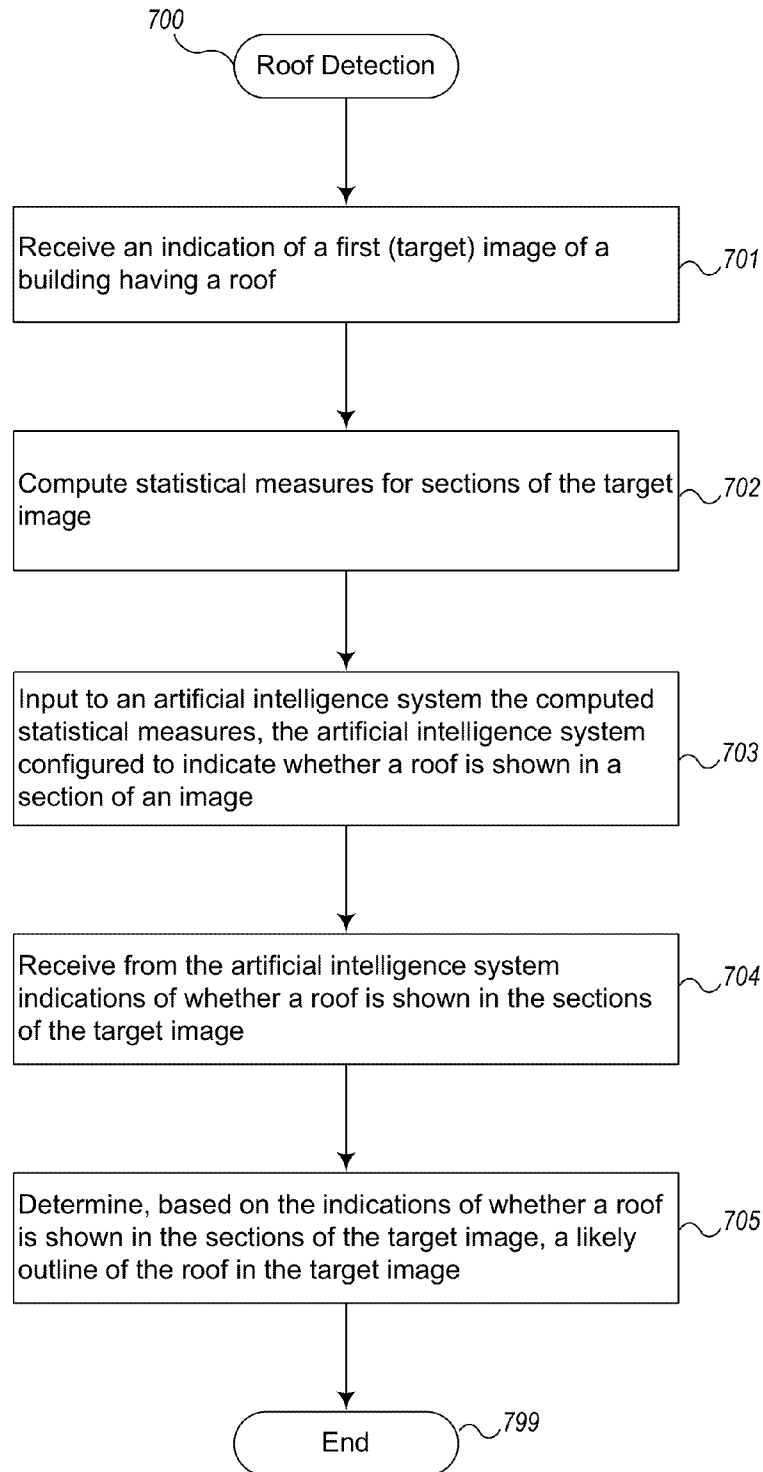 700
Roof Detection
Receive an indication of a first (target) image of a
building having a roof
701
Compute statistical measures for sections of the target
image
702
Input to an artificial intelligence system the computed
statistical measures, the artificial intelligence system
configured to indicate whether a roof is shown in a
section of an image
703
Receive from the artificial intelligence system
indications of whether a roof is shown in the sections
of the target image
704
Determine, based on the indications of whether a roof
is shown in the sections of the target image, a likely
outline of the roof in the target image
705
End
799